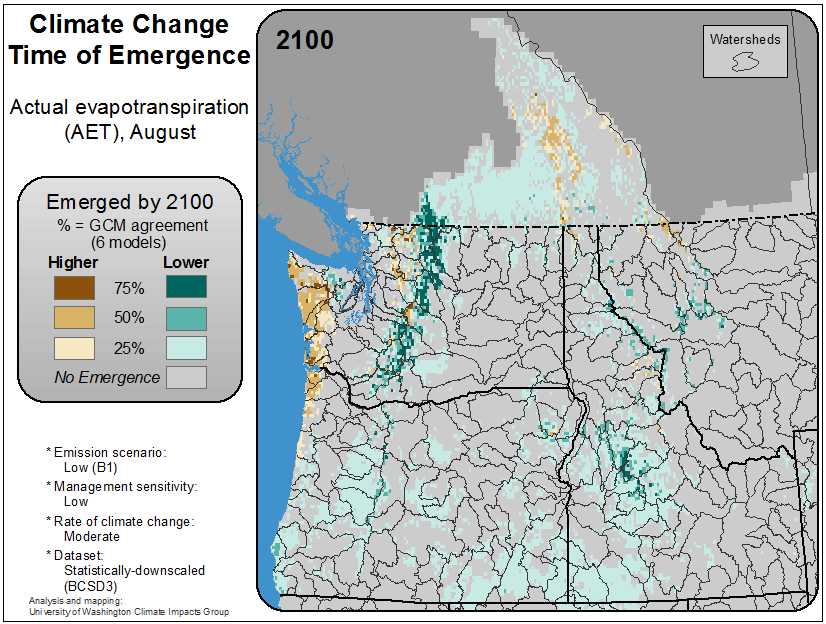 Climate Change
Time of Emergence
Actual evapotranspiration
(AET), August
Emerged by 2100
% = GCM agreement
(6 models)
Higher Lower
75%
50%
25%
No Emergence
* Emission scenario:
Low (B1)
* Management sensitivity:
Low
* Rate of climate change:
Moderate
* Dataset:
Statistically-downscaled
(BCSD3)
Analysis and mapping:
University of Washington Climate Impacts Group
2100
Watersheds